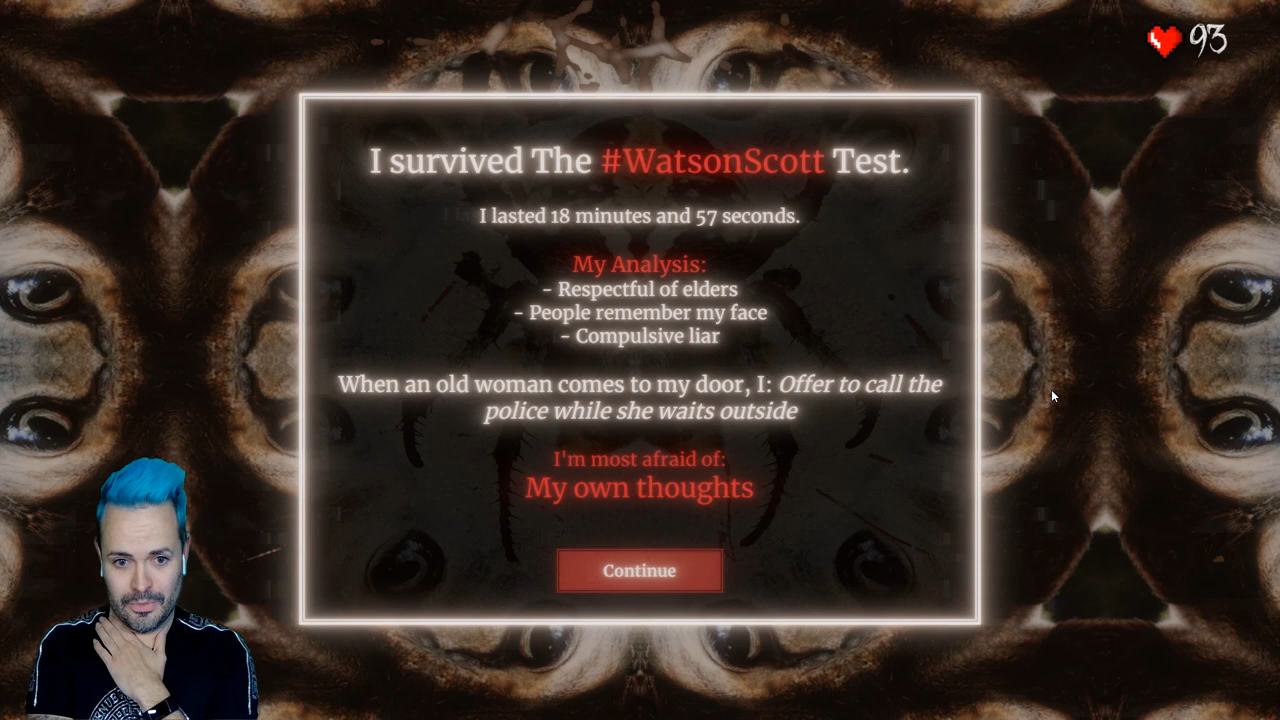 93
I survived The #WatsonScott Test.
I lasted 18 minutes and 57 seconds.
My Analysis:
- Respectful of elders
- People remember my face
- Compulsive liar
When an old woman comes to my door, I: Offer to call the
police while she waits outside
I'm most afraid of:
My own thoughts
Continue